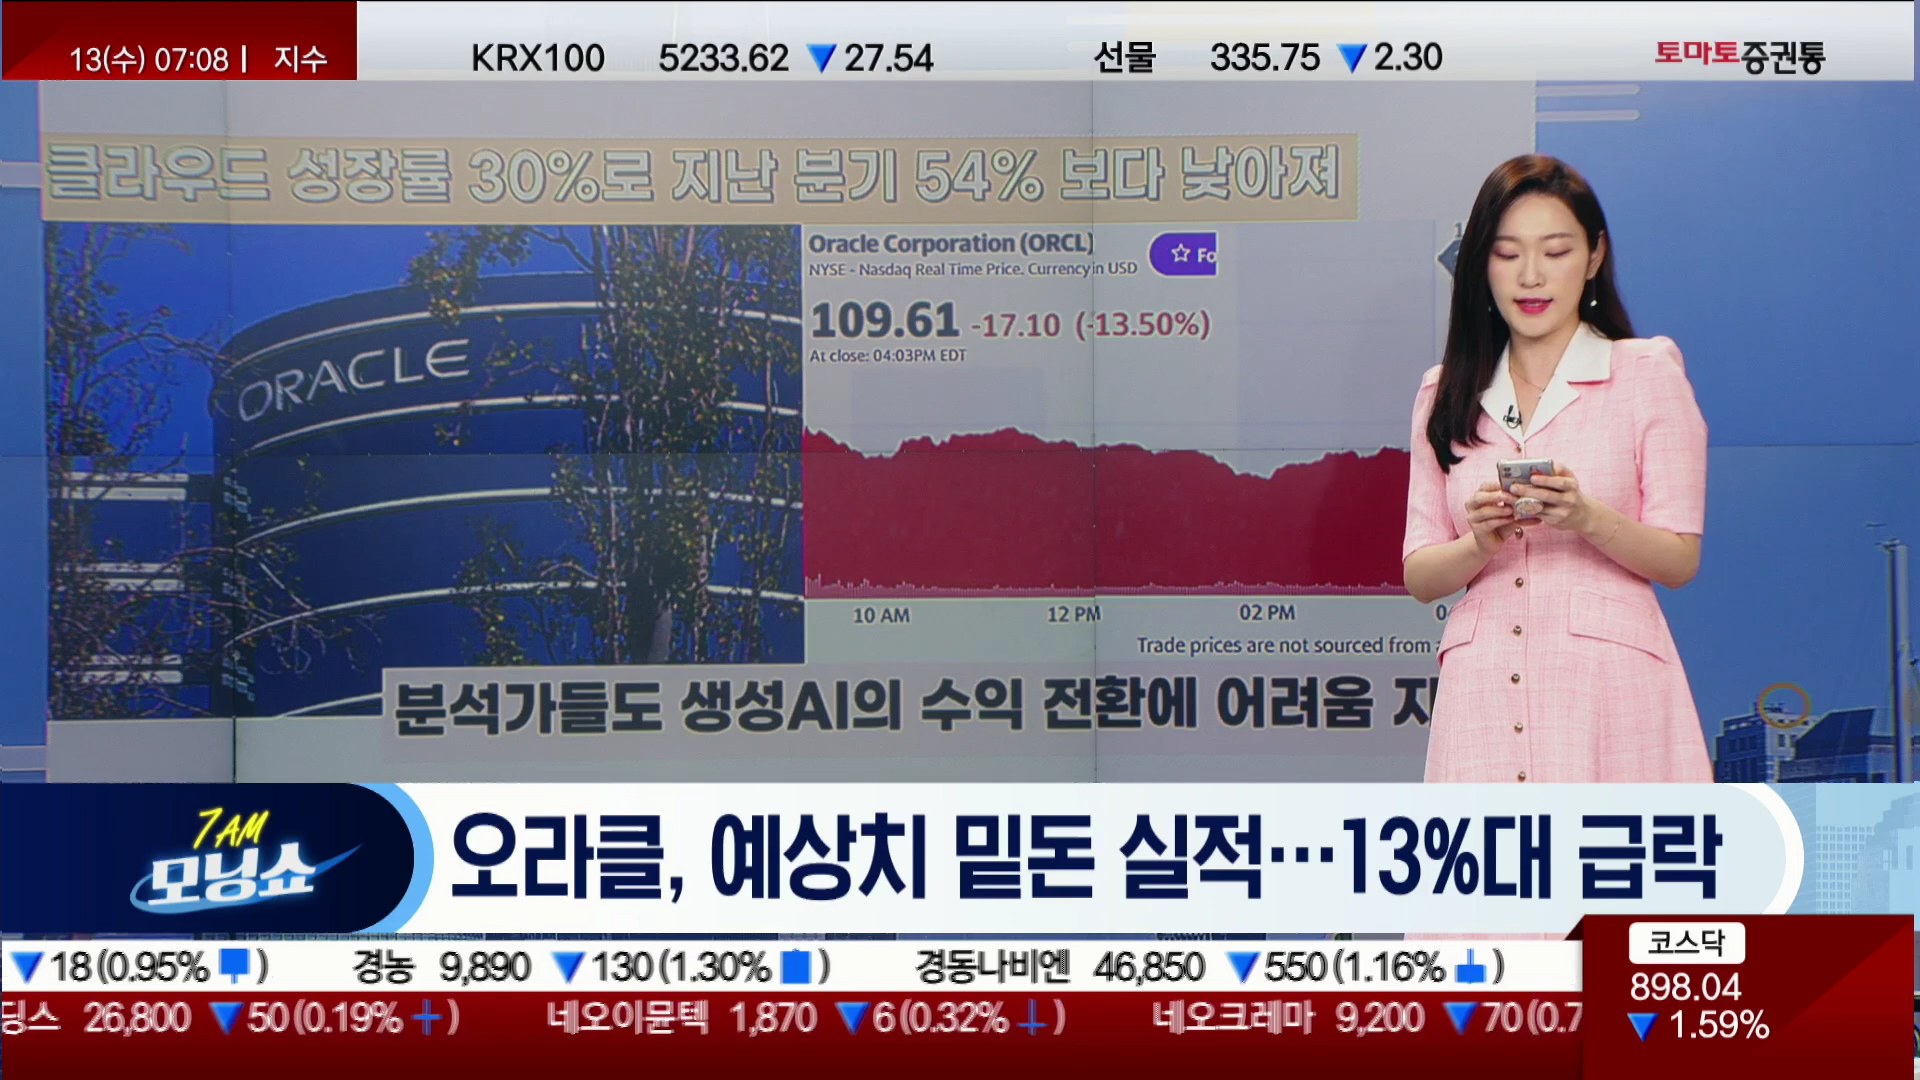 13(수) 07:08 | 지수 KRX100 5233.62 ▼27.54 선물 335.75 ▼2.30 토마토증권통
클라우드 성장률 30%로 지난 분기 54% 보다 낮아져
ORACLE
Oracle Corporation (ORCL)
NYSE - Nasdaq Real Time Price. Currency in USD
☆ Fo
109.61 -17.10 (-13.50%)
At close: 04:03PM EDT
10 AM 12 PM 02 PM
Trade prices are not sourced from
분석가들도 생성AI의 수익 전환에 어려움
7 AM
모닝쇼
오라클, 예상치 밑돈 실적…13%대 급락
▼18(0.95% ) 경농 9,890 ▼130(1.30% ) 경동나비엔 46,850 ▼550(1.16% )
딩스 26,800 ▼50(0.19% ) 네오이뮨텍 1,870 ▼6(0.32% ) 네오크레마 9,200 ▼70(0.7
코스닥
898.04
▼ 1.59%